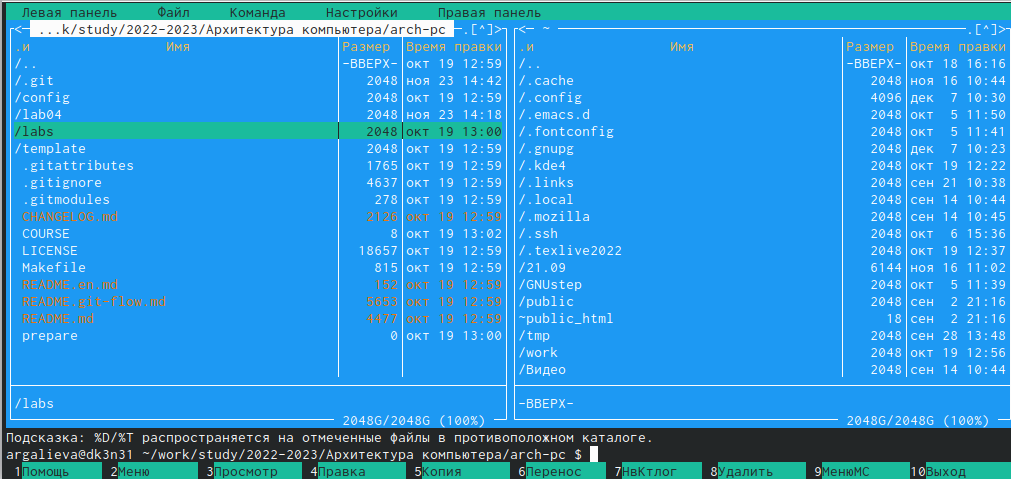 Левая панель Файл Команда Настройки Правая панель
<─ ...k/study/2022-2023/Архитектура компьютера/arch-pc ─.[^]> <─ ~ ─.[^]>
.и Имя Размер Время правки .и Имя Размер Время правки
/.. -ВВЕРХ- окт 19 12:59 /.. -ВВЕРХ- окт 18 16:16
/.git 2048 ноя 23 14:42 /.cache 2048 ноя 16 10:44
/config 2048 окт 19 12:59 /.config 4096 дек 7 10:30
/lab04 2048 ноя 23 14:18 /.emacs.d 2048 окт 5 11:50
/labs 2048 окт 19 13:00 /.fontconfig 2048 окт 5 11:41
/template 2048 окт 19 12:59 /.gnupg 2048 дек 7 10:23
.gitattributes 1765 окт 19 12:59 /.kde4 2048 окт 19 12:22
.gitignore 4637 окт 19 12:59 /.links 2048 сен 21 10:38
.gitmodules 278 окт 19 12:59 /.local 2048 сен 14 10:44
CHANGELOG.md 2126 окт 19 12:59 /.mozilla 2048 сен 14 10:45
COURSE 8 окт 19 13:02 /.ssh 2048 окт 6 15:36
LICENSE 18657 окт 19 12:59 /.texlive2022 2048 окт 19 12:37
Makefile 815 окт 19 12:59 /21.09 6144 ноя 16 11:02
README.en.md 152 окт 19 12:59 /GNUstep 2048 окт 5 11:39
README.git-flow.md 5653 окт 19 12:59 /public 2048 сен 2 21:16
README.md 4477 окт 19 12:59 ~public_html 18 сен 2 21:16
prepare 0 окт 19 13:00 /tmp 2048 сен 28 13:48
/work 2048 окт 19 12:56
/Видео 2048 сен 14 10:44
/labs -ВВЕРХ-
2048G/2048G (100%) 2048G/2048G (100%)
Подсказка: %D/%T распространяется на отмеченные файлы в противоположном каталоге.
argalieva@dk3n31 ~/work/study/2022-2023/Архитектура компьютера/arch-pc $
1Помощь 2Меню 3Просмотр 4Правка 5Копия 6Перенос 7НвКтлог 8Удалить 9МенюMC 10Выход